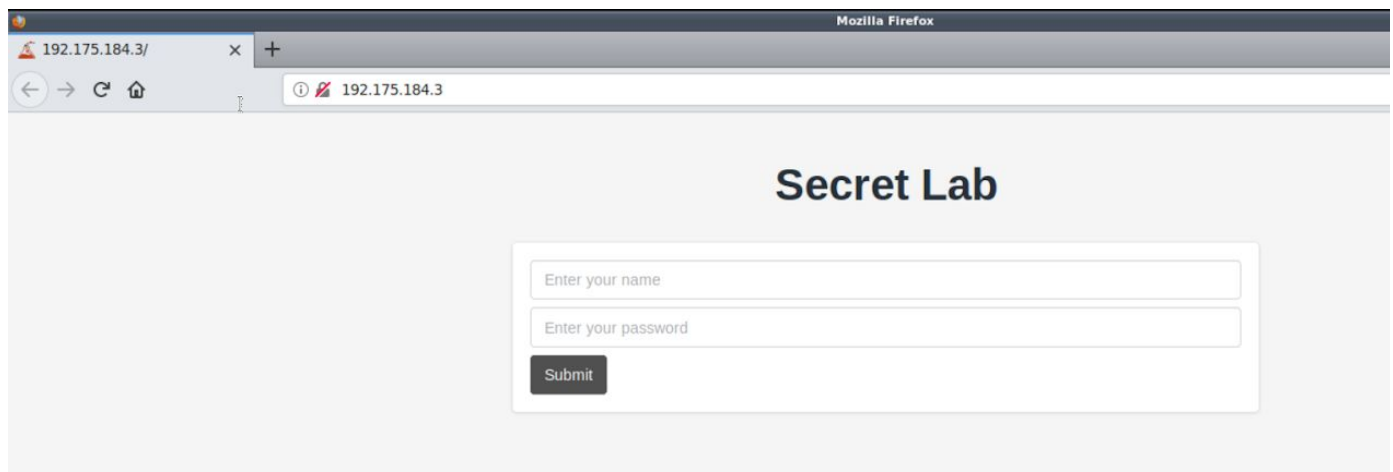 Mozilla Firefox
192.175.184.3/
192.175.184.3
Secret Lab
Enter your name
Enter your password
Submit